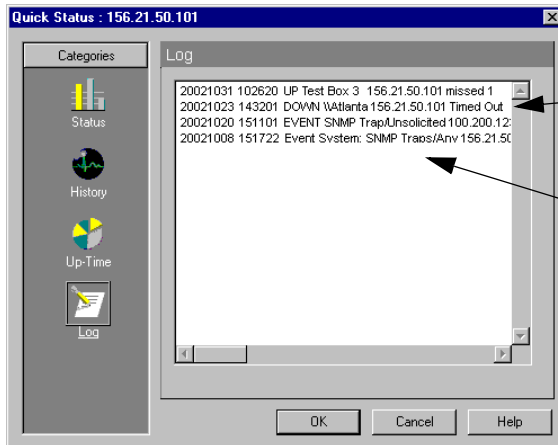 Quick Status : 156.21.50.101
Categories
Status
History
Up-Time
Log
Log
20021031 102620 UP Test Box 3 156.21.50.101 missed 1
20021023 143201 DOWN \\Atlanta 156.21.50.101 Timed Out
20021020 151101 EVENT SNMP Trap/Unsolicited 100.200.12
20021008 151722 Event System: SNMP Traps/Any 156.21.50
OK
Cancel
Help